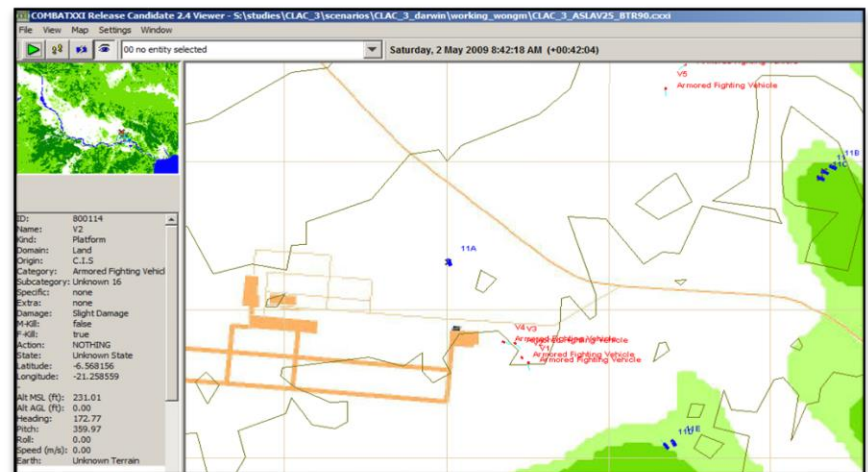 COMBATXXI Release Candidate 2.4 Viewer - S:\studies\CLAC_3\scenarios\CLAC_3_darwin\working_wongm\CLAC_3_ASLAV25_BTR90.cxxi
File View Map Settings Window
00 no entity selected
Saturday, 2 May 2009 8:42:18 AM (+00:42:04)
V5
Armored Fighting Vehicle
11B
11C
11A
V4 V3
Armored Fighting Vehicle
V1
Armored Fighting Vehicle
Armored Fighting Vehicle
11E
ID: 800114
Name: V2
Kind: Platform
Domain: Land
Origin: C.I.S
Category: Armored Fighting Vehicl
Subcategory: Unknown 16
Specific: none
Extra: none
Damage: Slight Damage
M-Kill: false
F-Kill: true
Action: NOTHING
State: Unknown State
Latitude: -6.568156
Longitude: -21.258559
-
Alt MSL (ft): 231.01
Alt AGL (ft): 0.00
Heading: 172.77
Pitch: 359.97
Roll: 0.00
Speed (m/s): 0.00
Earth: Unknown Terrain